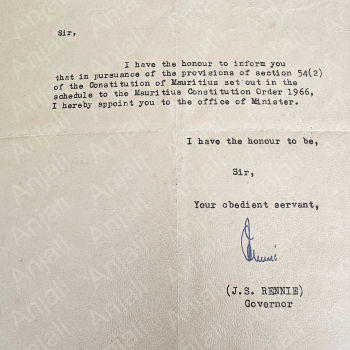 Sir,
I have the honour to inform you
that in pursuance of the provisions of section 54(2)
of the Constitution of Mauritius set out in the
schedule to the Mauritius Constitution Order 1966,
I hereby appoint you to the office of Minister.
I have the honour to be,
Sir,
Your obedient servant,
(J.S. RENNIE)
Governor
Anjali